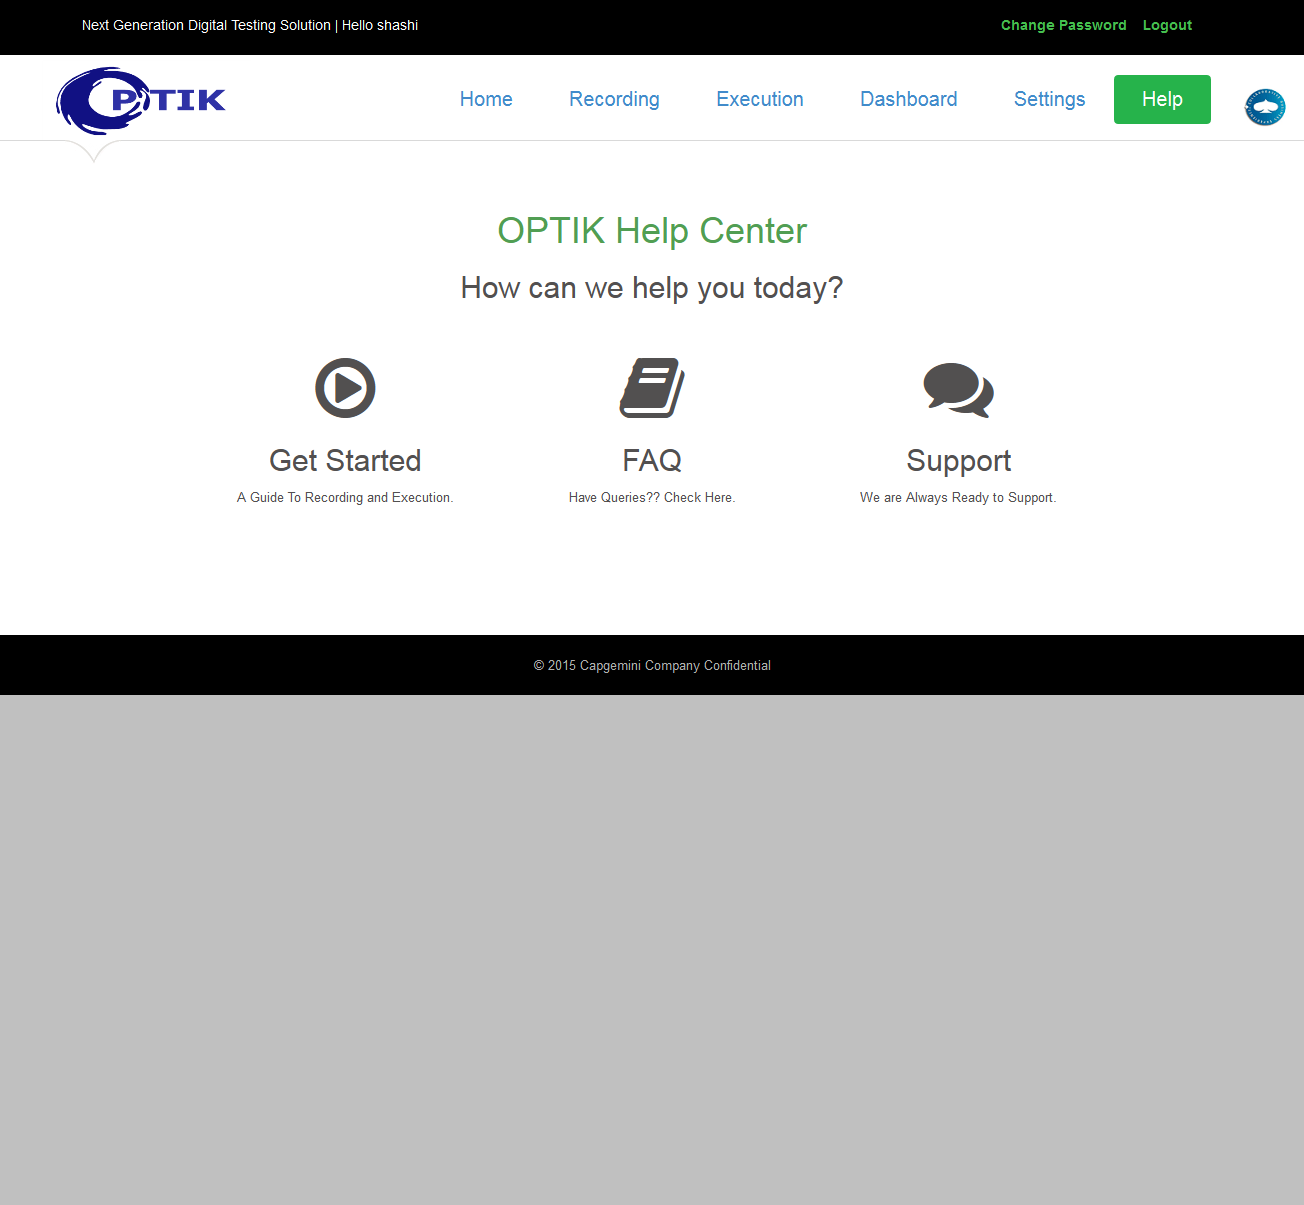 Next Generation Digital Testing Solution | Hello shashi
Change Password Logout
OPTIK
Home Recording Execution Dashboard Settings Help
OPTIK Help Center
How can we help you today?
Get Started FAQ Support
A Guide To Recording and Execution. Have Queries?? Check Here. We are Always Ready to Support.
© 2015 Capgemini Company Confidential